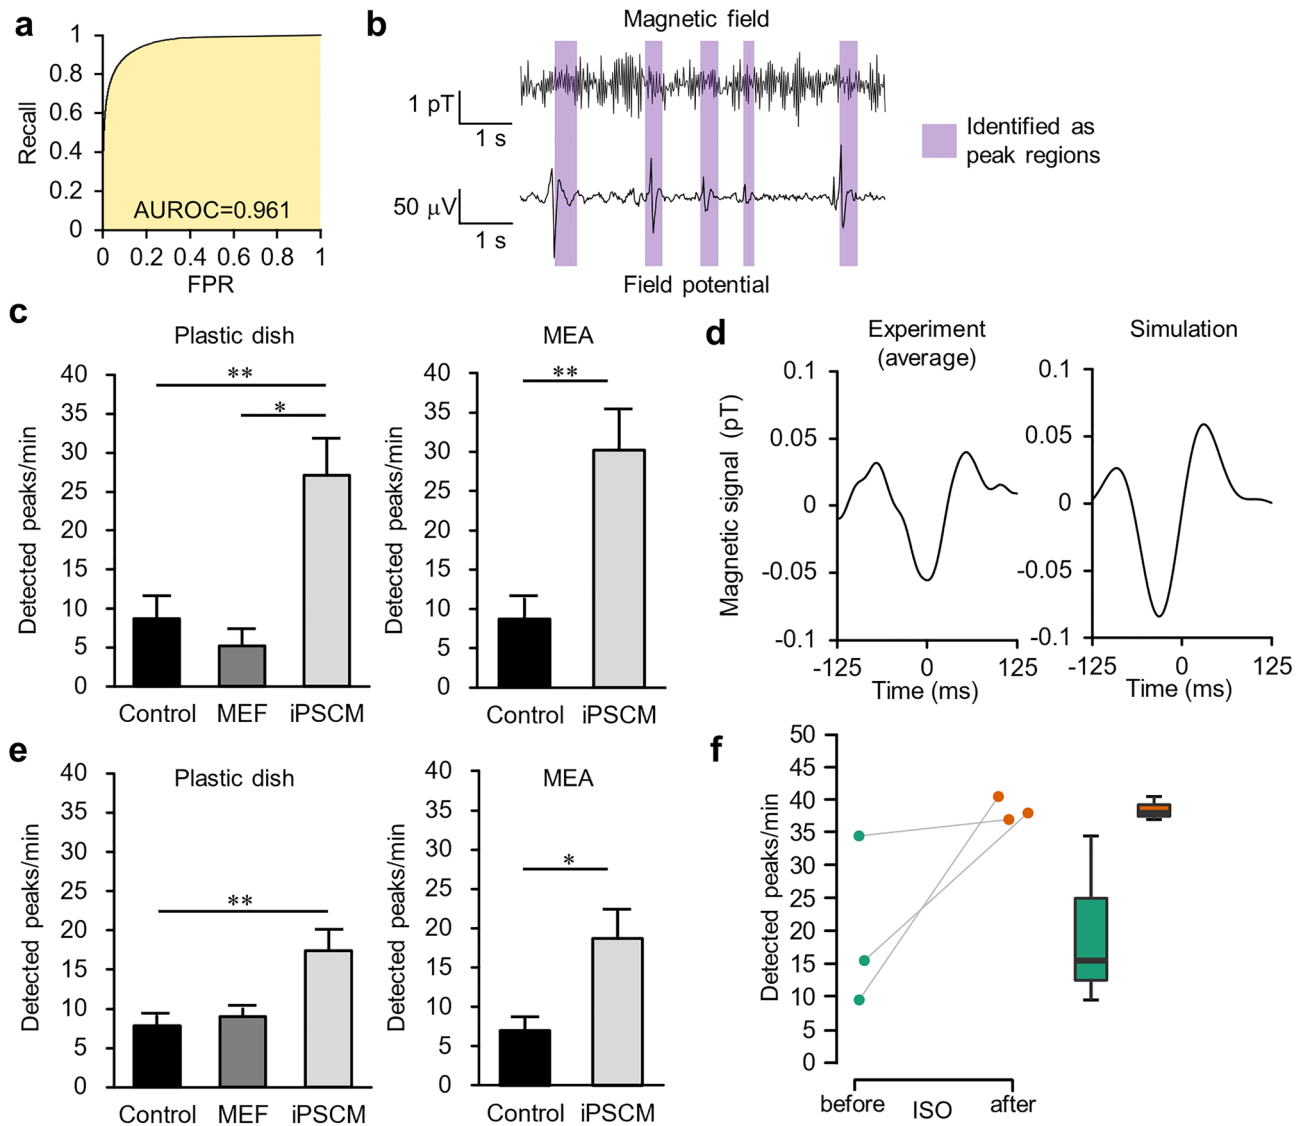 a
1
0.8
0.6
0.4
0.2
0
Recall
AUROC=0.961
0 0.2 0.4 0.6 0.8 1
FPR
b
Magnetic field
1 pT
1 s
50 μV
1 s
Field potential
Identified as
peak regions
c
Plastic dish
40
35
30
25
20
15
10
5
0
Detected peaks/min
**
*
Control MEF iPSCM
MEA
40
35
30
25
20
15
10
5
0
Detected peaks/min
**
Control iPSCM
d
Experiment
(average)
0.1
0.05
0
-0.05
-0.1
Magnetic signal (pT)
-125 0 125
Time (ms)
Simulation
0.1
0.05
0
-0.05
-0.1
-125 0 125
Time (ms)
e
Plastic dish
40
35
30
25
20
15
10
5
0
Detected peaks/min
**
Control MEF iPSCM
MEA
40
35
30
25
20
15
10
5
0
Detected peaks/min
*
Control iPSCM
f
50
45
40
35
30
25
20
15
10
5
0
Detected peaks/min
before ISO after